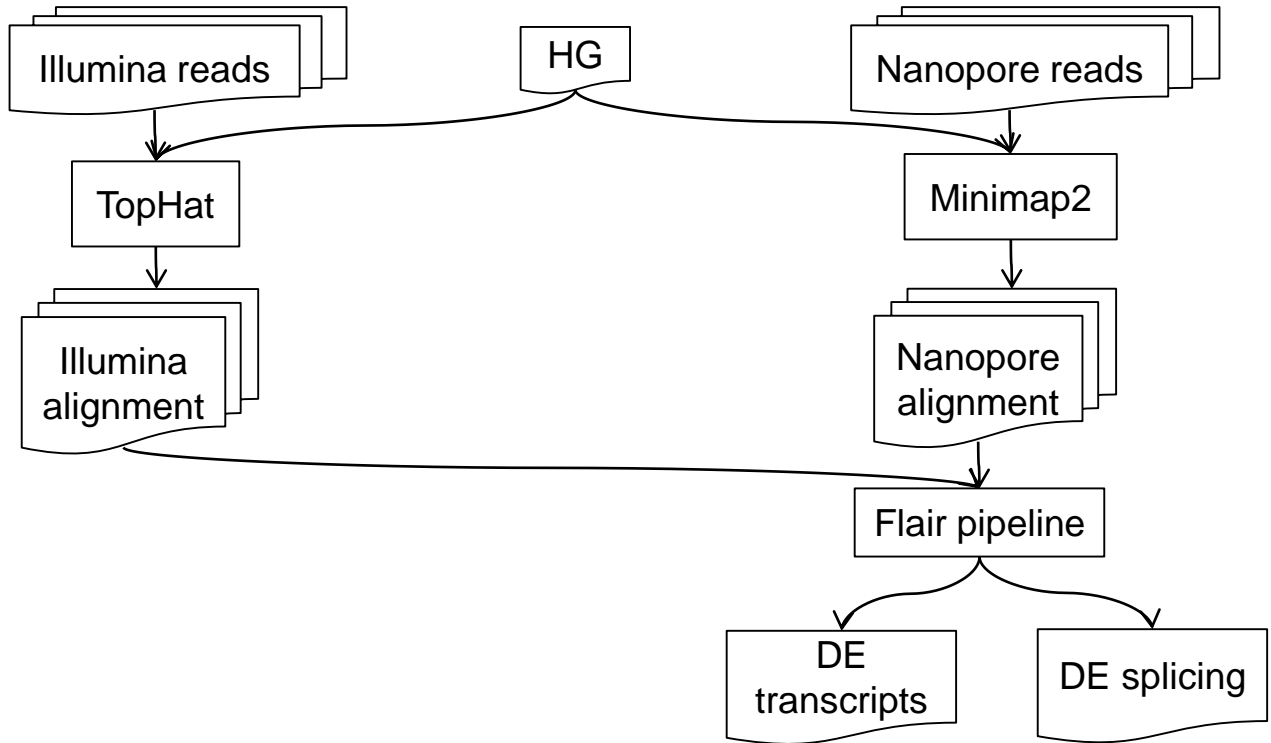 Illumina reads
HG
Nanopore reads
TopHat
Minimap2
Illumina
alignment
Nanopore
alignment
Flair pipeline
DE
transcripts
DE splicing